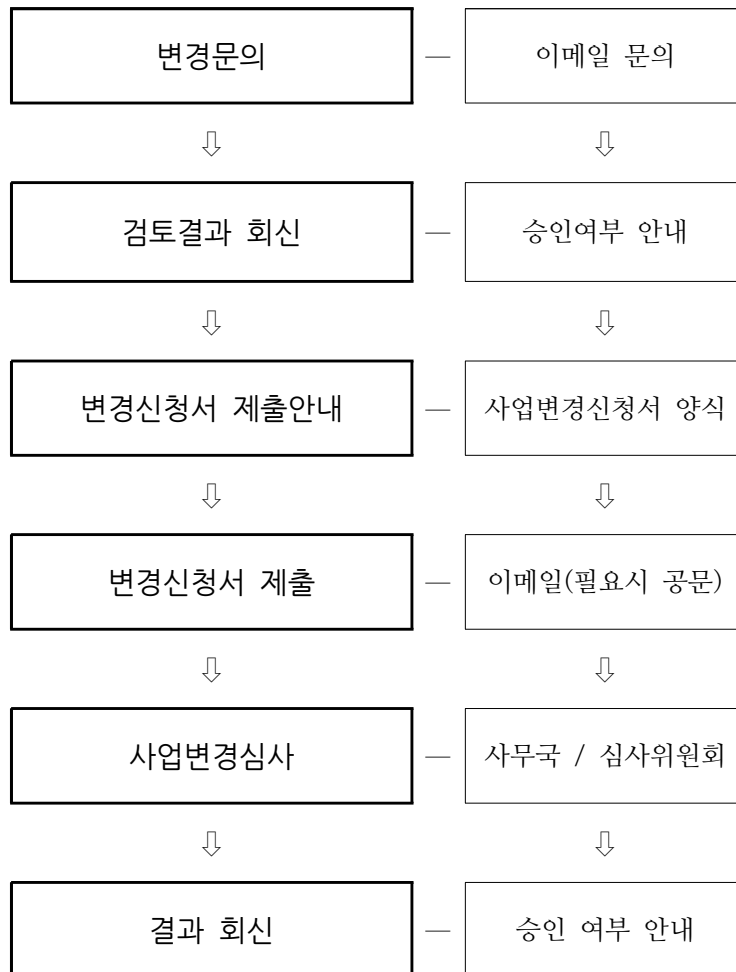 변경문의 — 이메일 문의
⇩ ⇩
검토결과 회신 — 승인여부 안내
⇩ ⇩
변경신청서 제출안내 — 사업변경신청서 양식
⇩ ⇩
변경신청서 제출 — 이메일(필요시 공문)
⇩ ⇩
사업변경심사 — 사무국 / 심사위원회
⇩ ⇩
결과 회신 — 승인 여부 안내